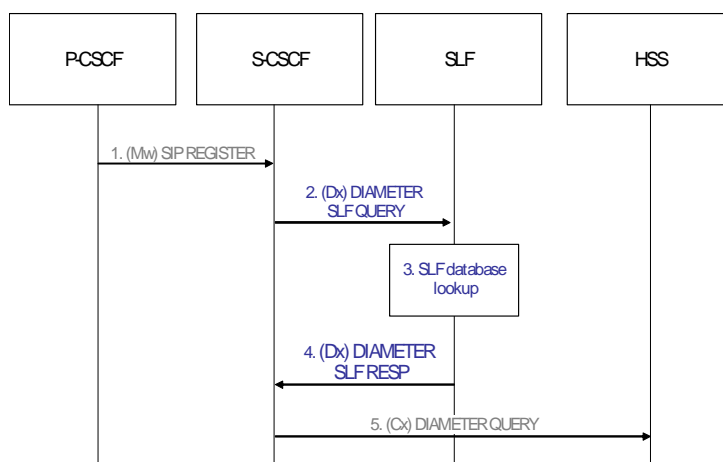 P-CSCF
S-CSCF
SLF
HSS
1. (Mw) SIP REGISTER
2. (Dx) DIAMETER
SLF QUERY
3. SLF database
lookup
4. (Dx) DIAMETER
SLF RESP
5. (Cx) DIAMETER QUERY